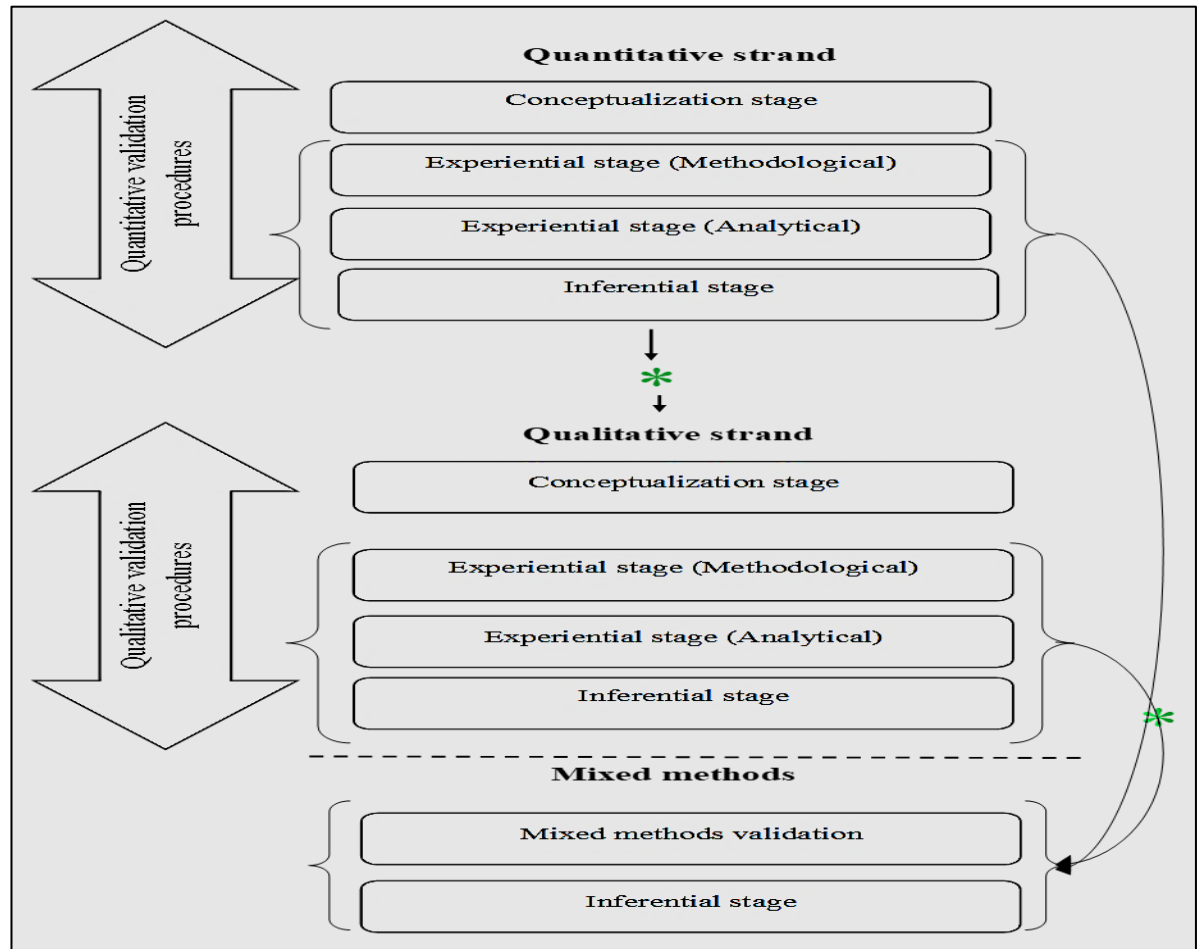 Quantitative validation
procedures
Quantitative strand
Conceptualization stage
Experiential stage (Methodological)
Experiential stage (Analytical)
Inferential stage
*
Qualitative validation
procedures
Qualitative strand
Conceptualization stage
Experiential stage (Methodological)
Experiential stage (Analytical)
Inferential stage
*
Mixed methods
Mixed methods validation
Inferential stage